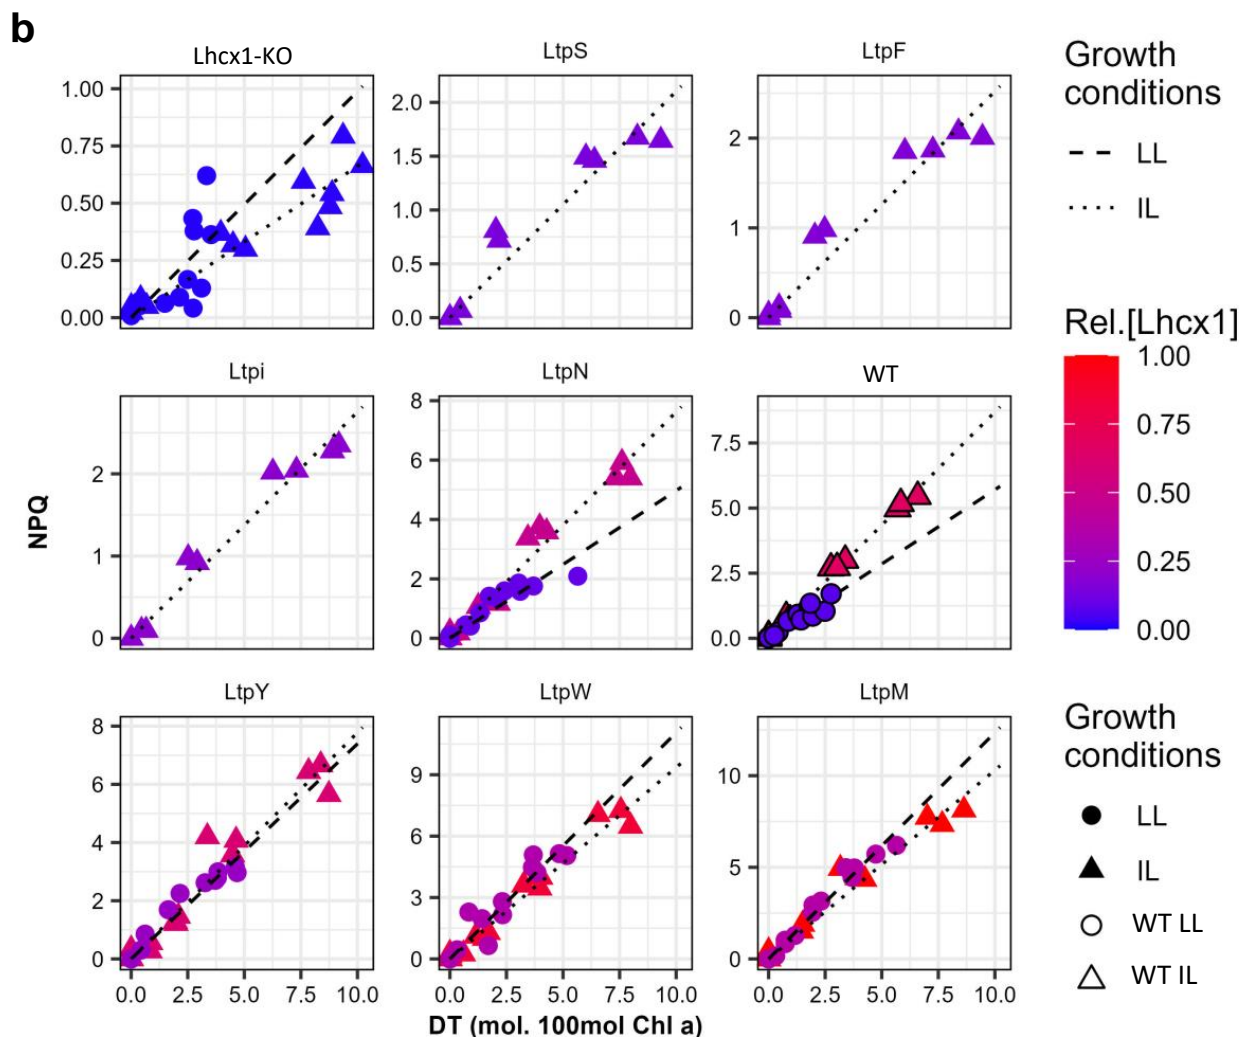 b
Lhcx1-KO
LtpS
LtpF
1.00
0.75
0.50
0.25
0.00
2.0
1.5
1.0
0.5
0.0
2
1
0
Ltpi
LtpN
WT
2
1
0
8
6
4
2
0
7.5
5.0
2.5
0.0
LtpY
LtpW
LtpM
8
6
4
2
0
9
6
3
0
10
5
0
0.0 2.5 5.0 7.5 10.0
0.0 2.5 5.0 7.5 10.0
0.0 2.5 5.0 7.5 10.0
NPQ
DT (mol. 100mol Chl a)
Growth
conditions
LL
IL
Rel.[Lhcx1]
1.00
0.75
0.50
0.25
0.00
Growth
conditions
LL
IL
WT LL
WT IL